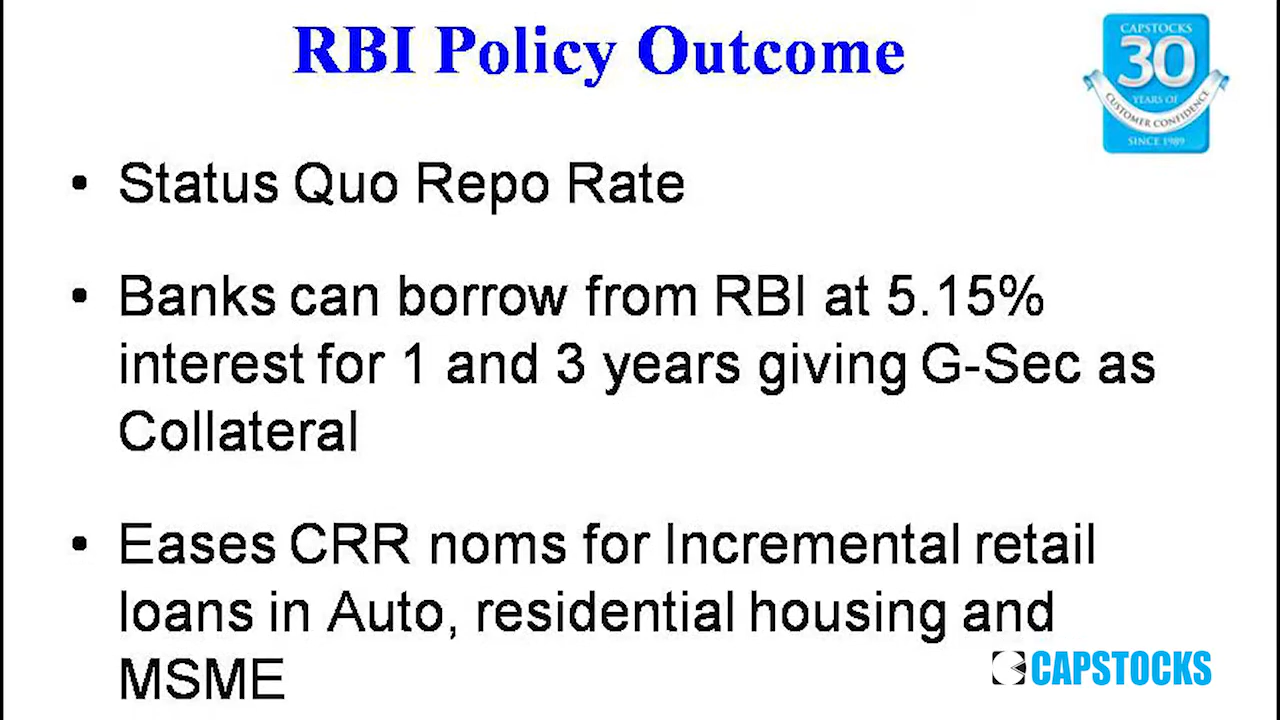 RBI Policy Outcome
CAPSTOCKS
30
YEARS OF
CUSTOMER CONFIDENCE
SINCE 1989
• Status Quo Repo Rate
• Banks can borrow from RBI at 5.15%
interest for 1 and 3 years giving G-Sec as
Collateral
• Eases CRR noms for Incremental retail
loans in Auto, residential housing and
MSME
CAPSTOCKS